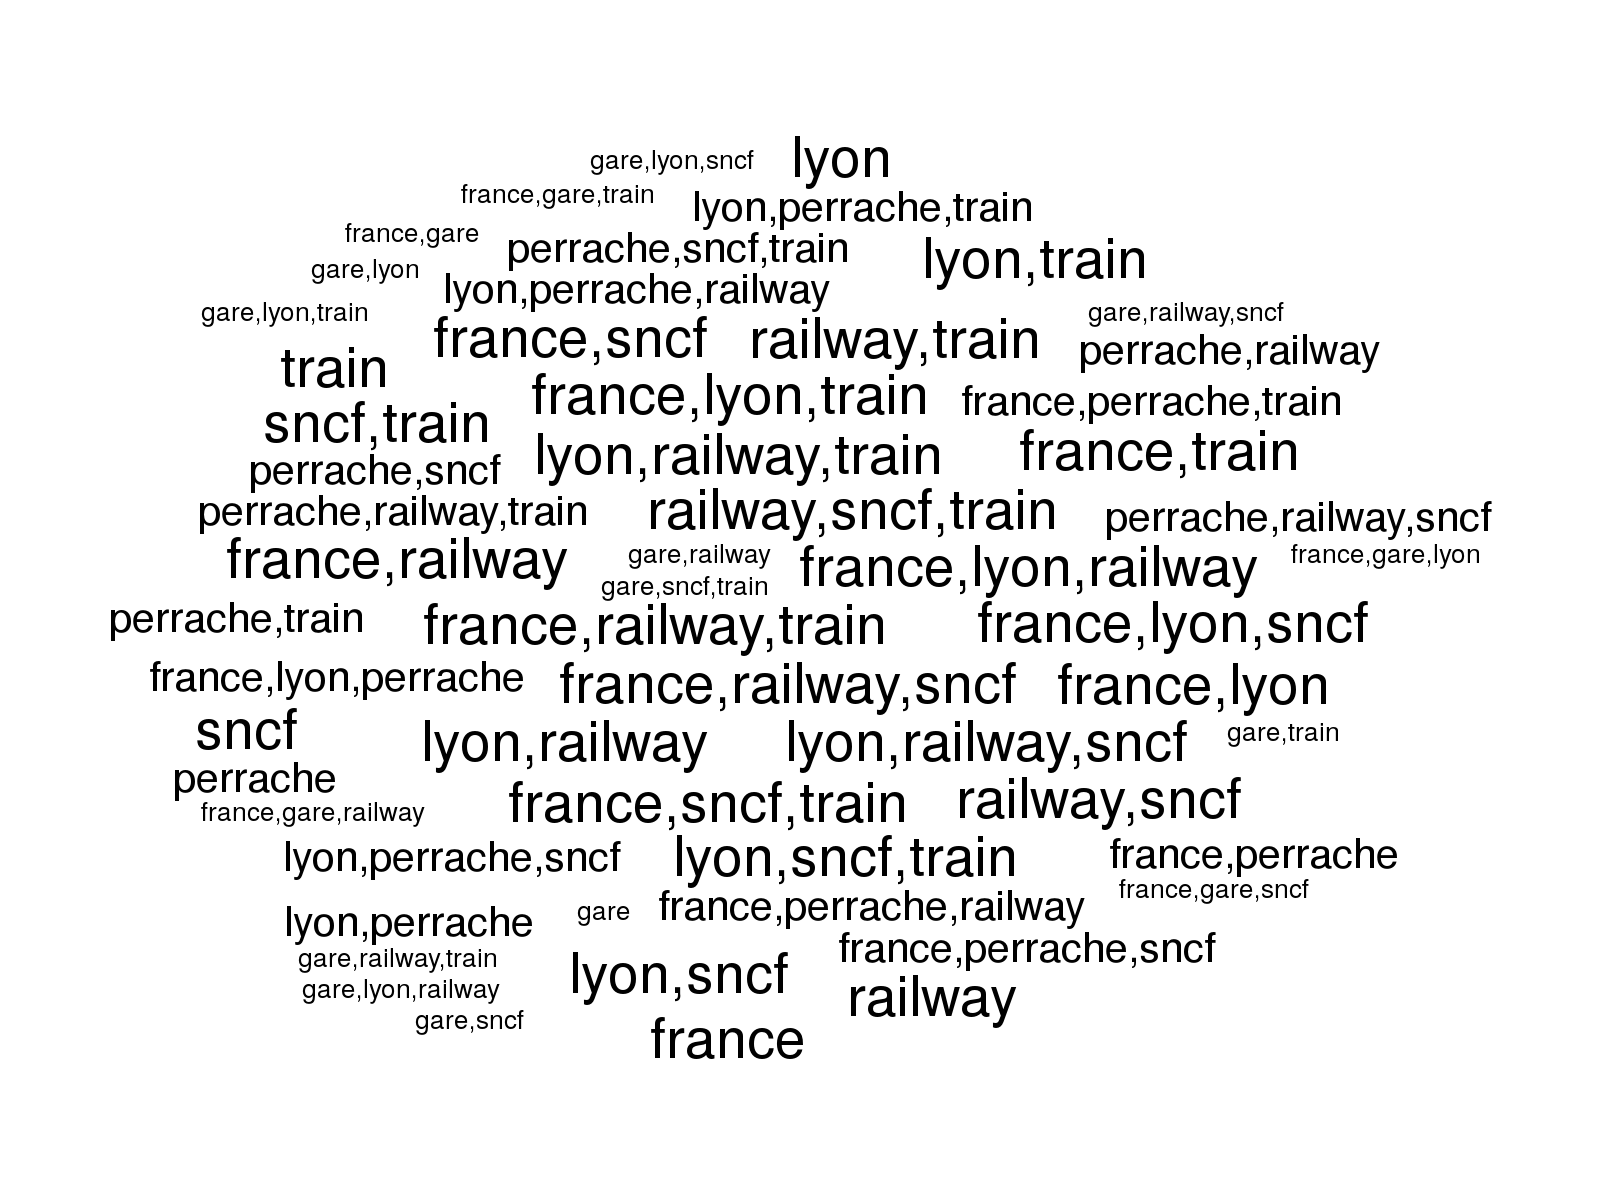 gare,lyon,sncf
lyon
france,gare,train
lyon,perrache,train
france,gare
perrache,sncf,train
lyon,train
gare,lyon
lyon,perrache,railway
gare,lyon,train
france,sncf
railway,train
gare,railway,sncf
perrache,railway
train
france,lyon,train
france,perrache,train
sncf,train
lyon,railway,train
france,train
perrache,sncf
perrache,railway,train
railway,sncf,train
perrache,railway,sncf
france,railway
gare,railway
france,lyon,railway
france,gare,lyon
gare,sncf,train
perrache,train
france,railway,train
france,lyon,sncf
france,lyon,perrache
france,railway,sncf
france,lyon
sncf
lyon,railway
lyon,railway,sncf
gare,train
perrache
france,gare,railway
france,sncf,train
railway,sncf
lyon,perrache,sncf
lyon,sncf,train
france,perrache
france,gare,sncf
lyon,perrache
gare
france,perrache,railway
france,perrache,sncf
gare,railway,train
lyon,sncf
gare,lyon,railway
railway
gare,sncf
france